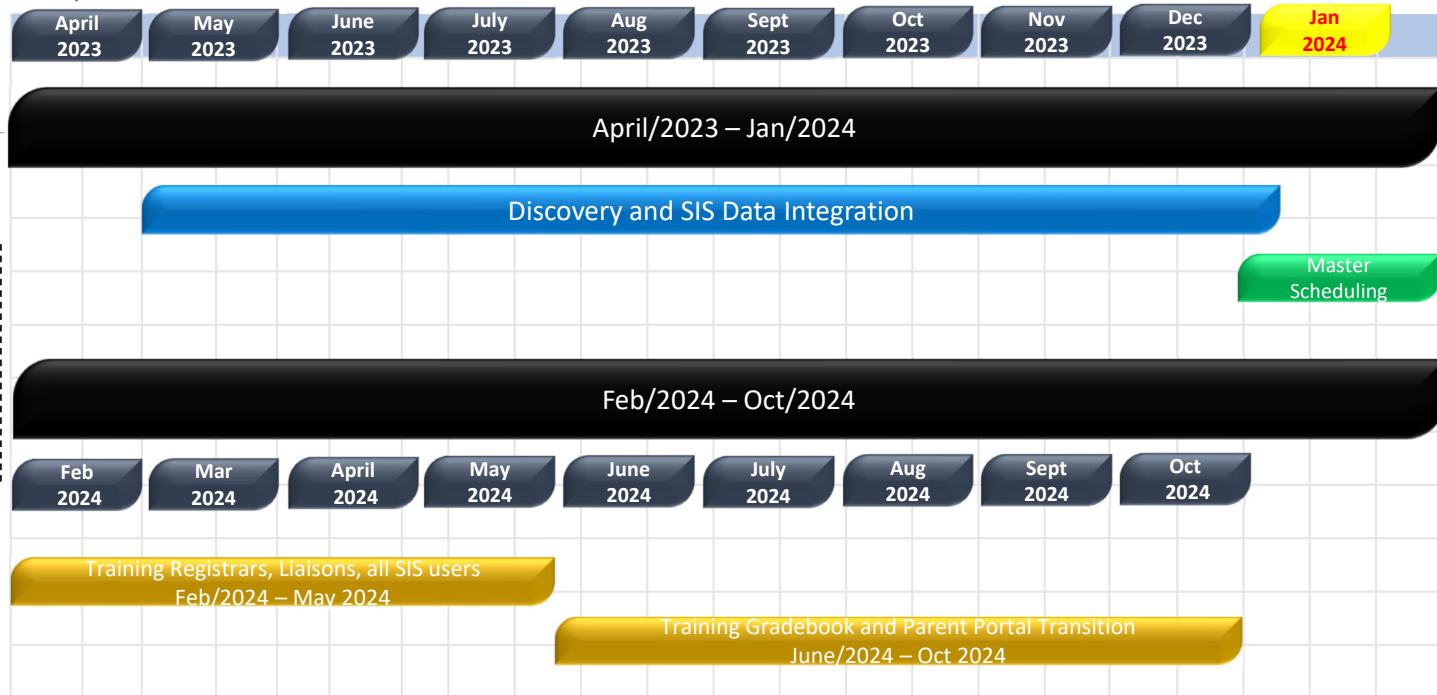 April
2023
May
2023
June
2023
July
2023
Aug
2023
Sept
2023
Oct
2023
Nov
2023
Dec
2023
Jan
2024
April/2023 – Jan/2024
Discovery and SIS Data Integration
Master
Scheduling
Feb/2024 – Oct/2024
Feb
2024
Mar
2024
April
2024
May
2024
June
2024
July
2024
Aug
2024
Sept
2024
Oct
2024
Training Registrars, Liaisons, all SIS users
Feb/2024 – May 2024
Training Gradebook and Parent Portal Transition
June/2024 – Oct 2024